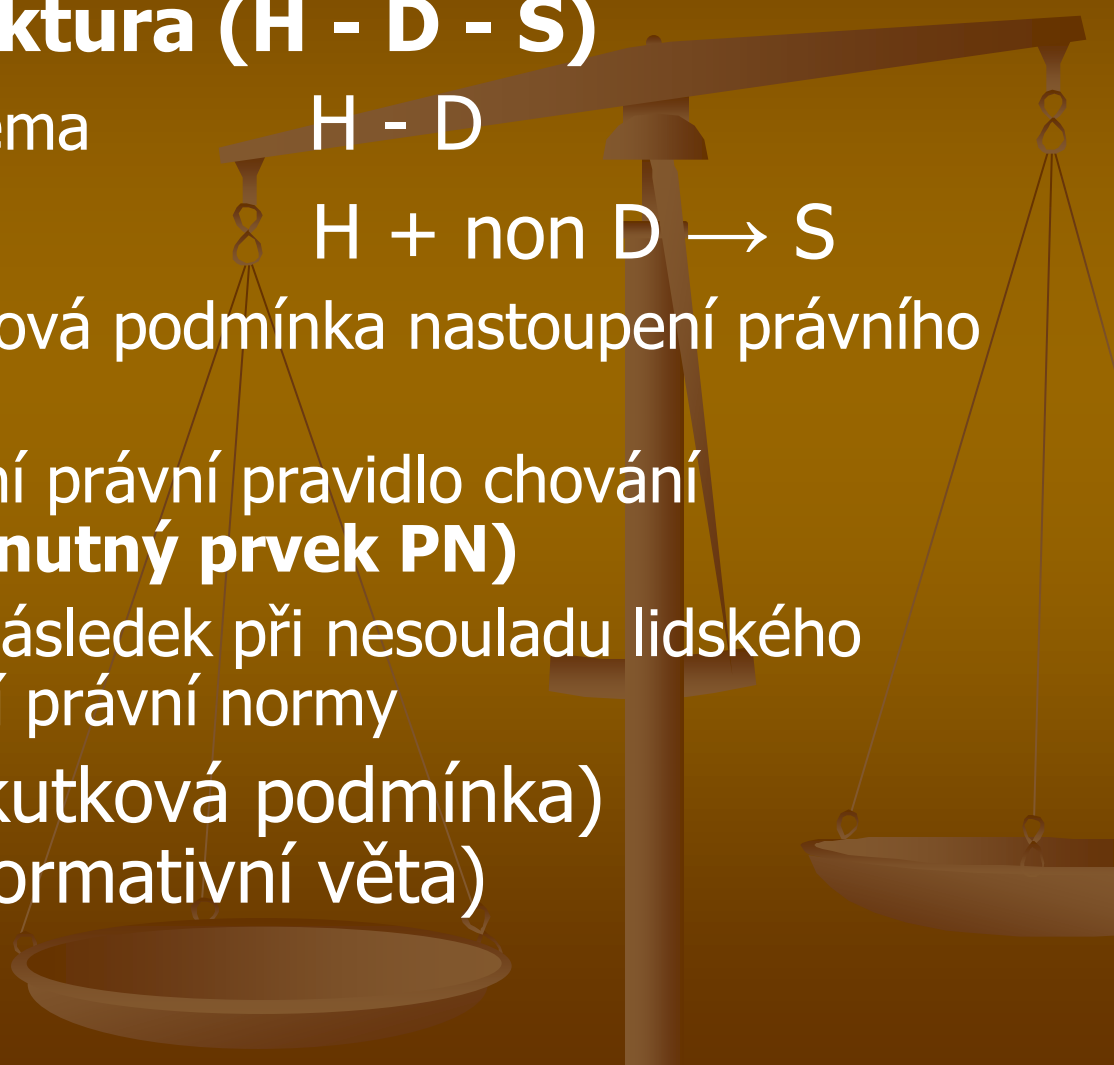 ktura (H - D - S)
ema H - D
H + non D → S
ová podmínka nastoupení právního
ní právní pravidlo chování
nutný prvek PN)
ásledek při nesouladu lidského
í právní normy
kutková podmínka)
ormativní věta)